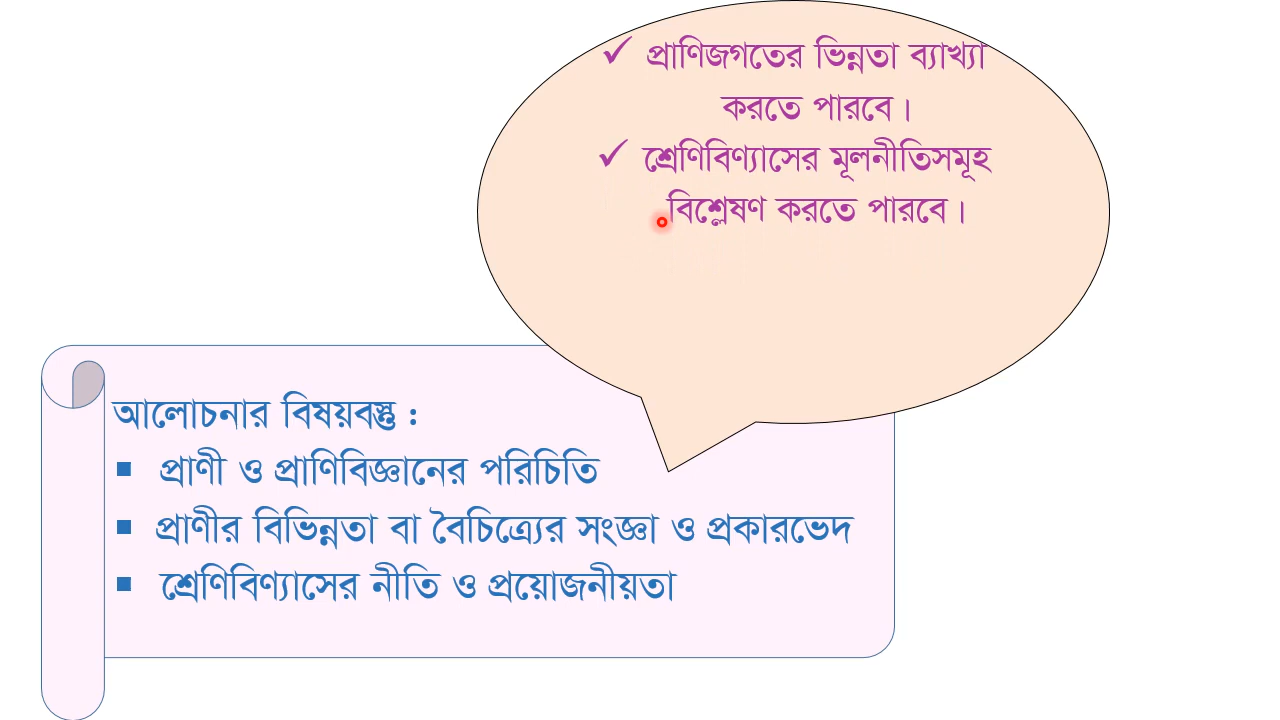 ✓ প্রাণিজগতের ভিন্নতা ব্যাখ্যা
করতে পারবে।
✓ শ্রেণিবিণ্যাসের মূলনীতিসমূহ
বিশ্লেষণ করতে পারবে।
আলোচনার বিষয়বস্তু :
▪ প্রাণী ও প্রাণিবিজ্ঞানের পরিচিতি
▪ প্রাণীর বিভিন্নতা বা বৈচিত্র্যের সংজ্ঞা ও প্রকারভেদ
▪ শ্রেণিবিণ্যাসের নীতি ও প্রয়োজনীয়তা